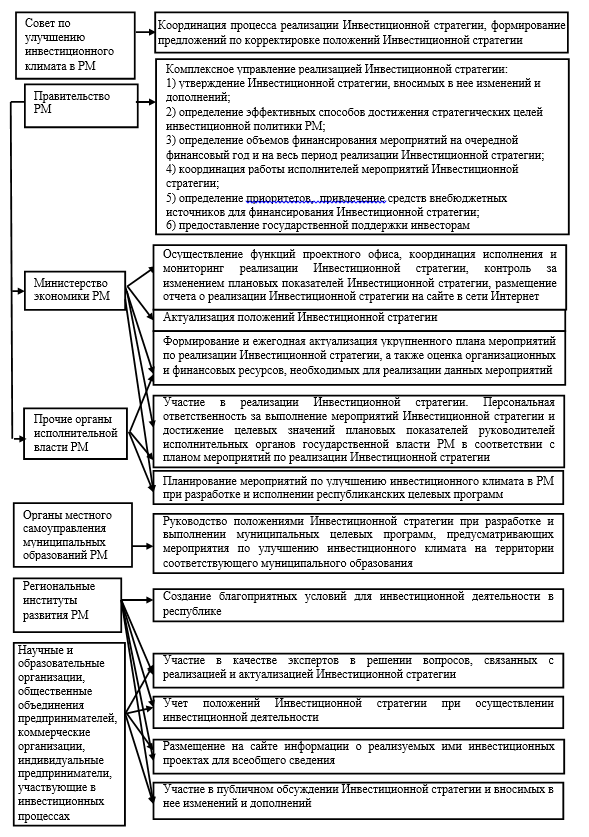 Совет по
улучшению
инвестиционного
климата в РМ
Координация процесса реализации Инвестиционной стратегии, формирование
предложений по корректировке положений Инвестиционной стратегии
Правительство
РМ
Комплексное управление реализацией Инвестиционной стратегии:
1) утверждение Инвестиционной стратегии, вносимых в нее изменений и
дополнений;
2) определение эффективных способов достижения стратегических целей
инвестиционной политики РМ;
3) определение объемов финансирования мероприятий на очередной
финансовый год и на весь период реализации Инвестиционной стратегии;
4) координация работы исполнителей мероприятий Инвестиционной
стратегии;
5) определение приоритетов, привлечение средств внебюджетных
источников для финансирования Инвестиционной стратегии;
6) предоставление государственной поддержки инвесторам
Министерство
экономики РМ
Осуществление функций проектного офиса, координация исполнения и
мониторинг реализации Инвестиционной стратегии, контроль за
изменением плановых показателей Инвестиционной стратегии, размещение
отчета о реализации Инвестиционной стратегии на сайте в сети Интернет
Актуализация положений Инвестиционной стратегии
Формирование и ежегодная актуализация укрупненного плана мероприятий
по реализации Инвестиционной стратегии, а также оценка организационных
и финансовых ресурсов, необходимых для реализации данных мероприятий
Прочие органы
исполнительной
власти РМ
Участие в реализации Инвестиционной стратегии. Персональная
ответственность за выполнение мероприятий Инвестиционной стратегии и
достижение целевых значений плановых показателей руководителей
исполнительных органов государственной власти РМ в соответствии с
планом мероприятий по реализации Инвестиционной стратегии
Планирование мероприятий по улучшению инвестиционного климата в РМ
при разработке и исполнении республиканских целевых программ
Органы местного
самоуправления
муниципальных
образований РМ
Руководство положениями Инвестиционной стратегии при разработке и
выполнении муниципальных целевых программ, предусматривающих
мероприятия по улучшению инвестиционного климата на территории
соответствующего муниципального образования
Региональные
институты
развития РМ
Создание благоприятных условий для инвестиционной деятельности в
республике
Научные и
образовательные
организации,
общественные
объединения
предпринимателей,
коммерческие
организации,
индивидуальные
предприниматели,
участвующие в
инвестиционных
процессах
Участие в качестве экспертов в решении вопросов, связанных с
реализацией и актуализацией Инвестиционной стратегии
Учет положений Инвестиционной стратегии при осуществлении
инвестиционной деятельности
Размещение на сайте информации о реализуемых ими инвестиционных
проектах для всеобщего сведения
Участие в публичном обсуждении Инвестиционной стратегии и вносимых в
нее изменений и дополнений